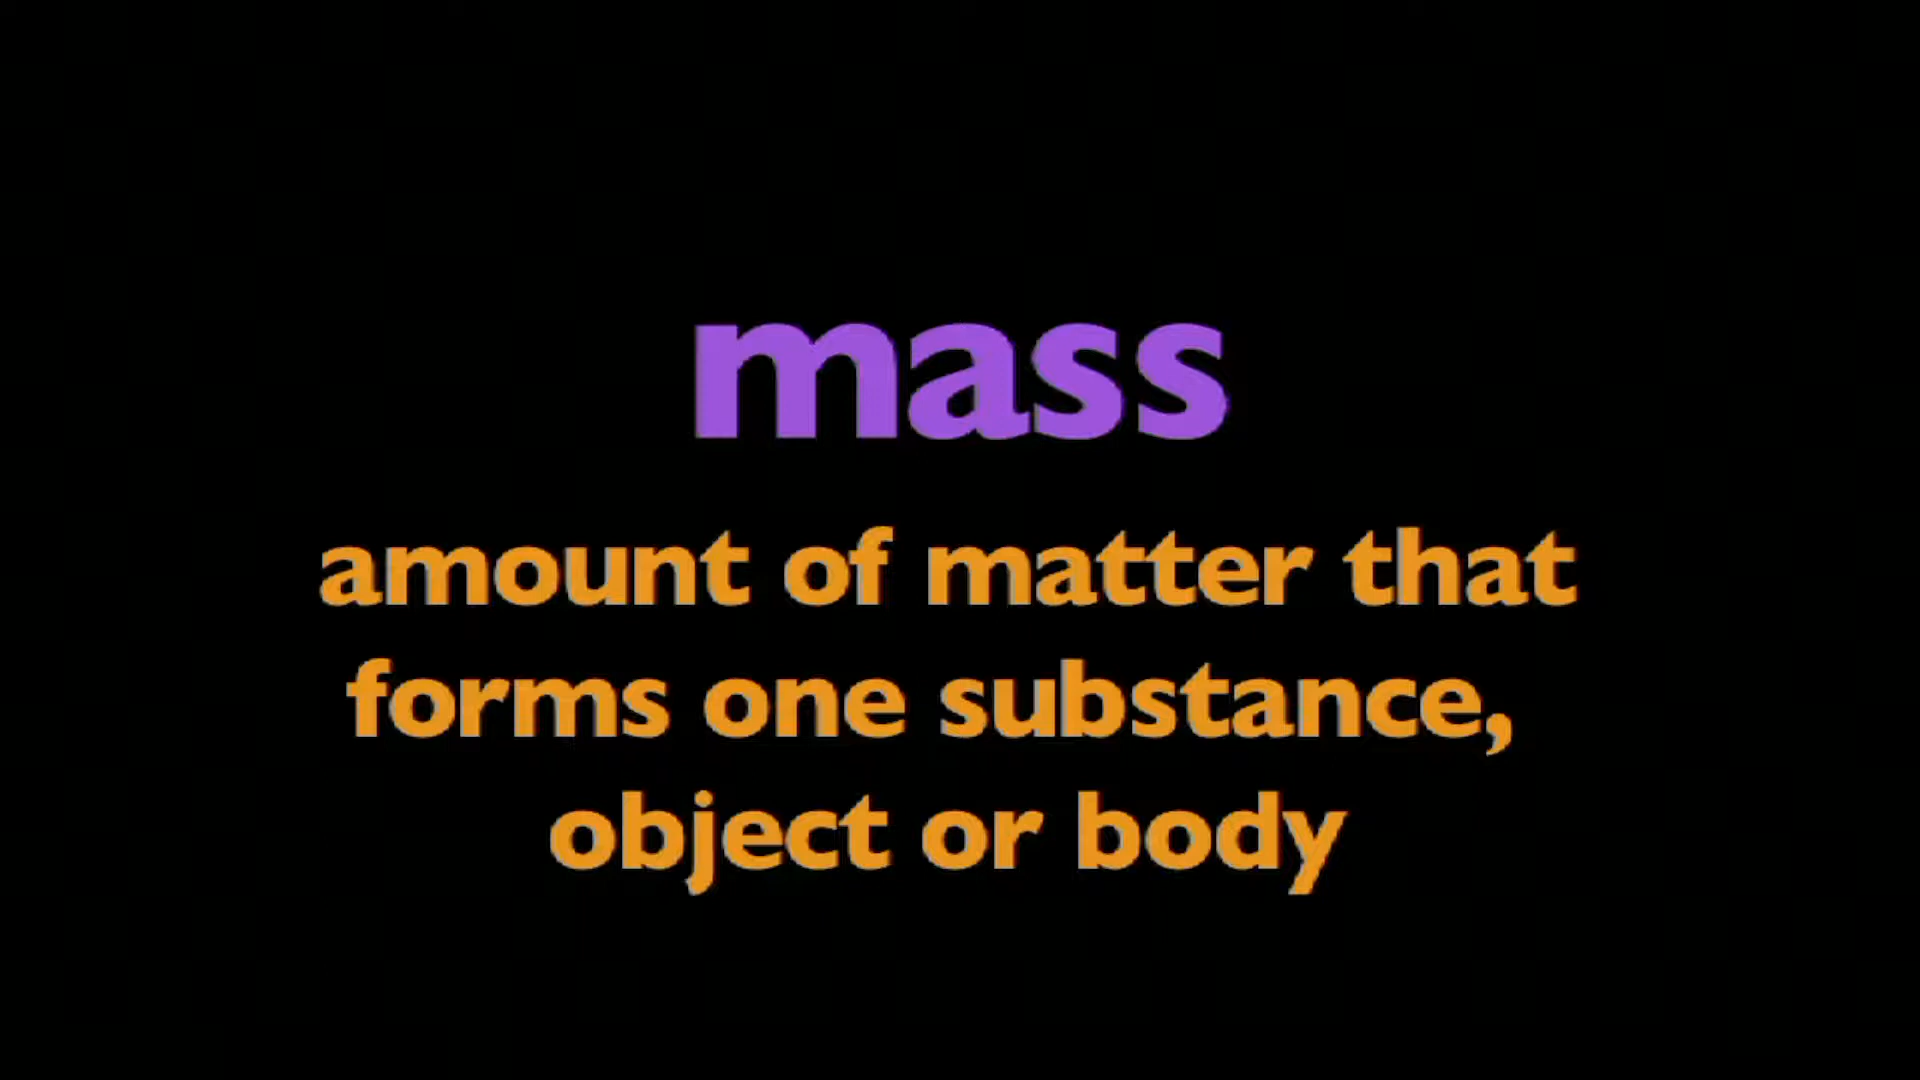 mass
amount of matter that
forms one substance,
object or body